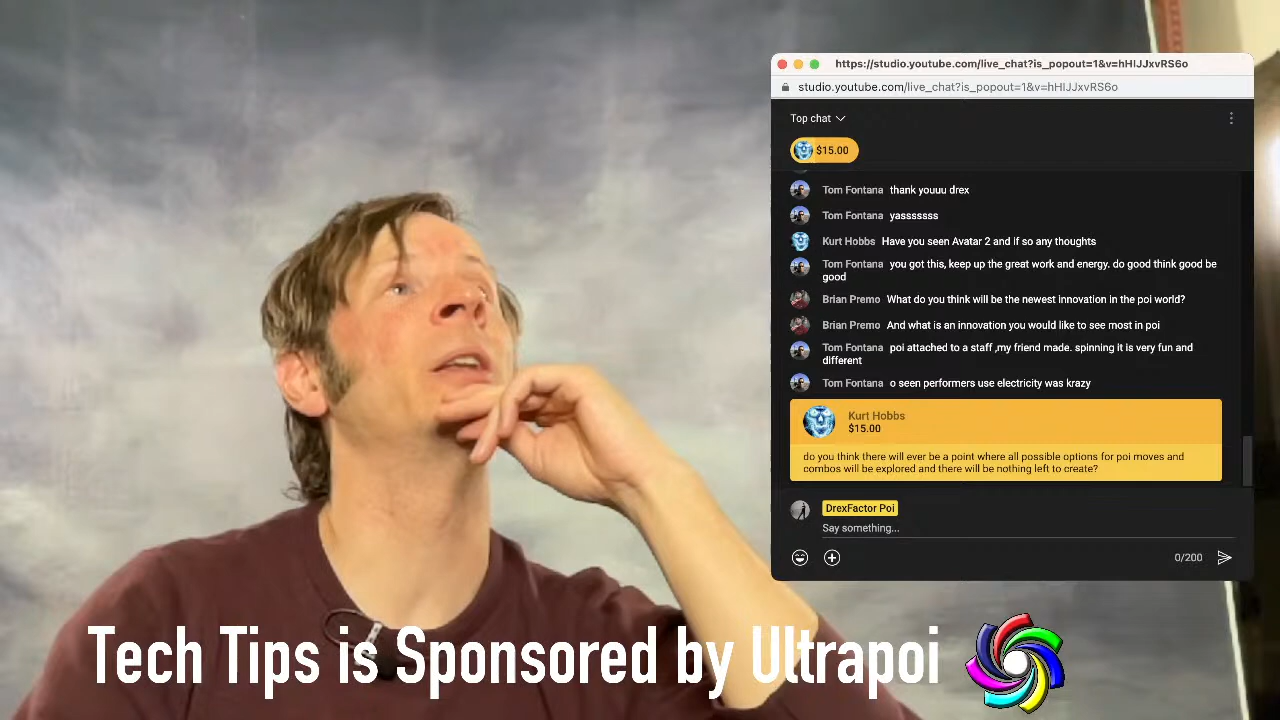 https://studio.youtube.com/live_chat?is_popout=1&v=hHIJJxvRS6o
studio.youtube.com/live_chat?is_popout=1&v=hHIJJxvRS6o
Top chat
$15.00
Tom Fontana thank youuu drex
Tom Fontana yasssssss
Kurt Hobbs Have you seen Avatar 2 and if so any thoughts
Tom Fontana you got this, keep up the great work and energy. do good think good be
good
Brian Premo What do you think will be the newest innovation in the poi world?
Brian Premo And what is an innovation you would like to see most in poi
Tom Fontana poi attached to a staff ,my friend made. spinning it is very fun and
different
Tom Fontana o seen performers use electricity was krazy
Kurt Hobbs
$15.00
do you think there will ever be a point where all possible options for poi moves and
combos will be explored and there will be nothing left to create?
DrexFactor Poi
Say something...
0/200
Tech Tips is Sponsored by Ultrapoi